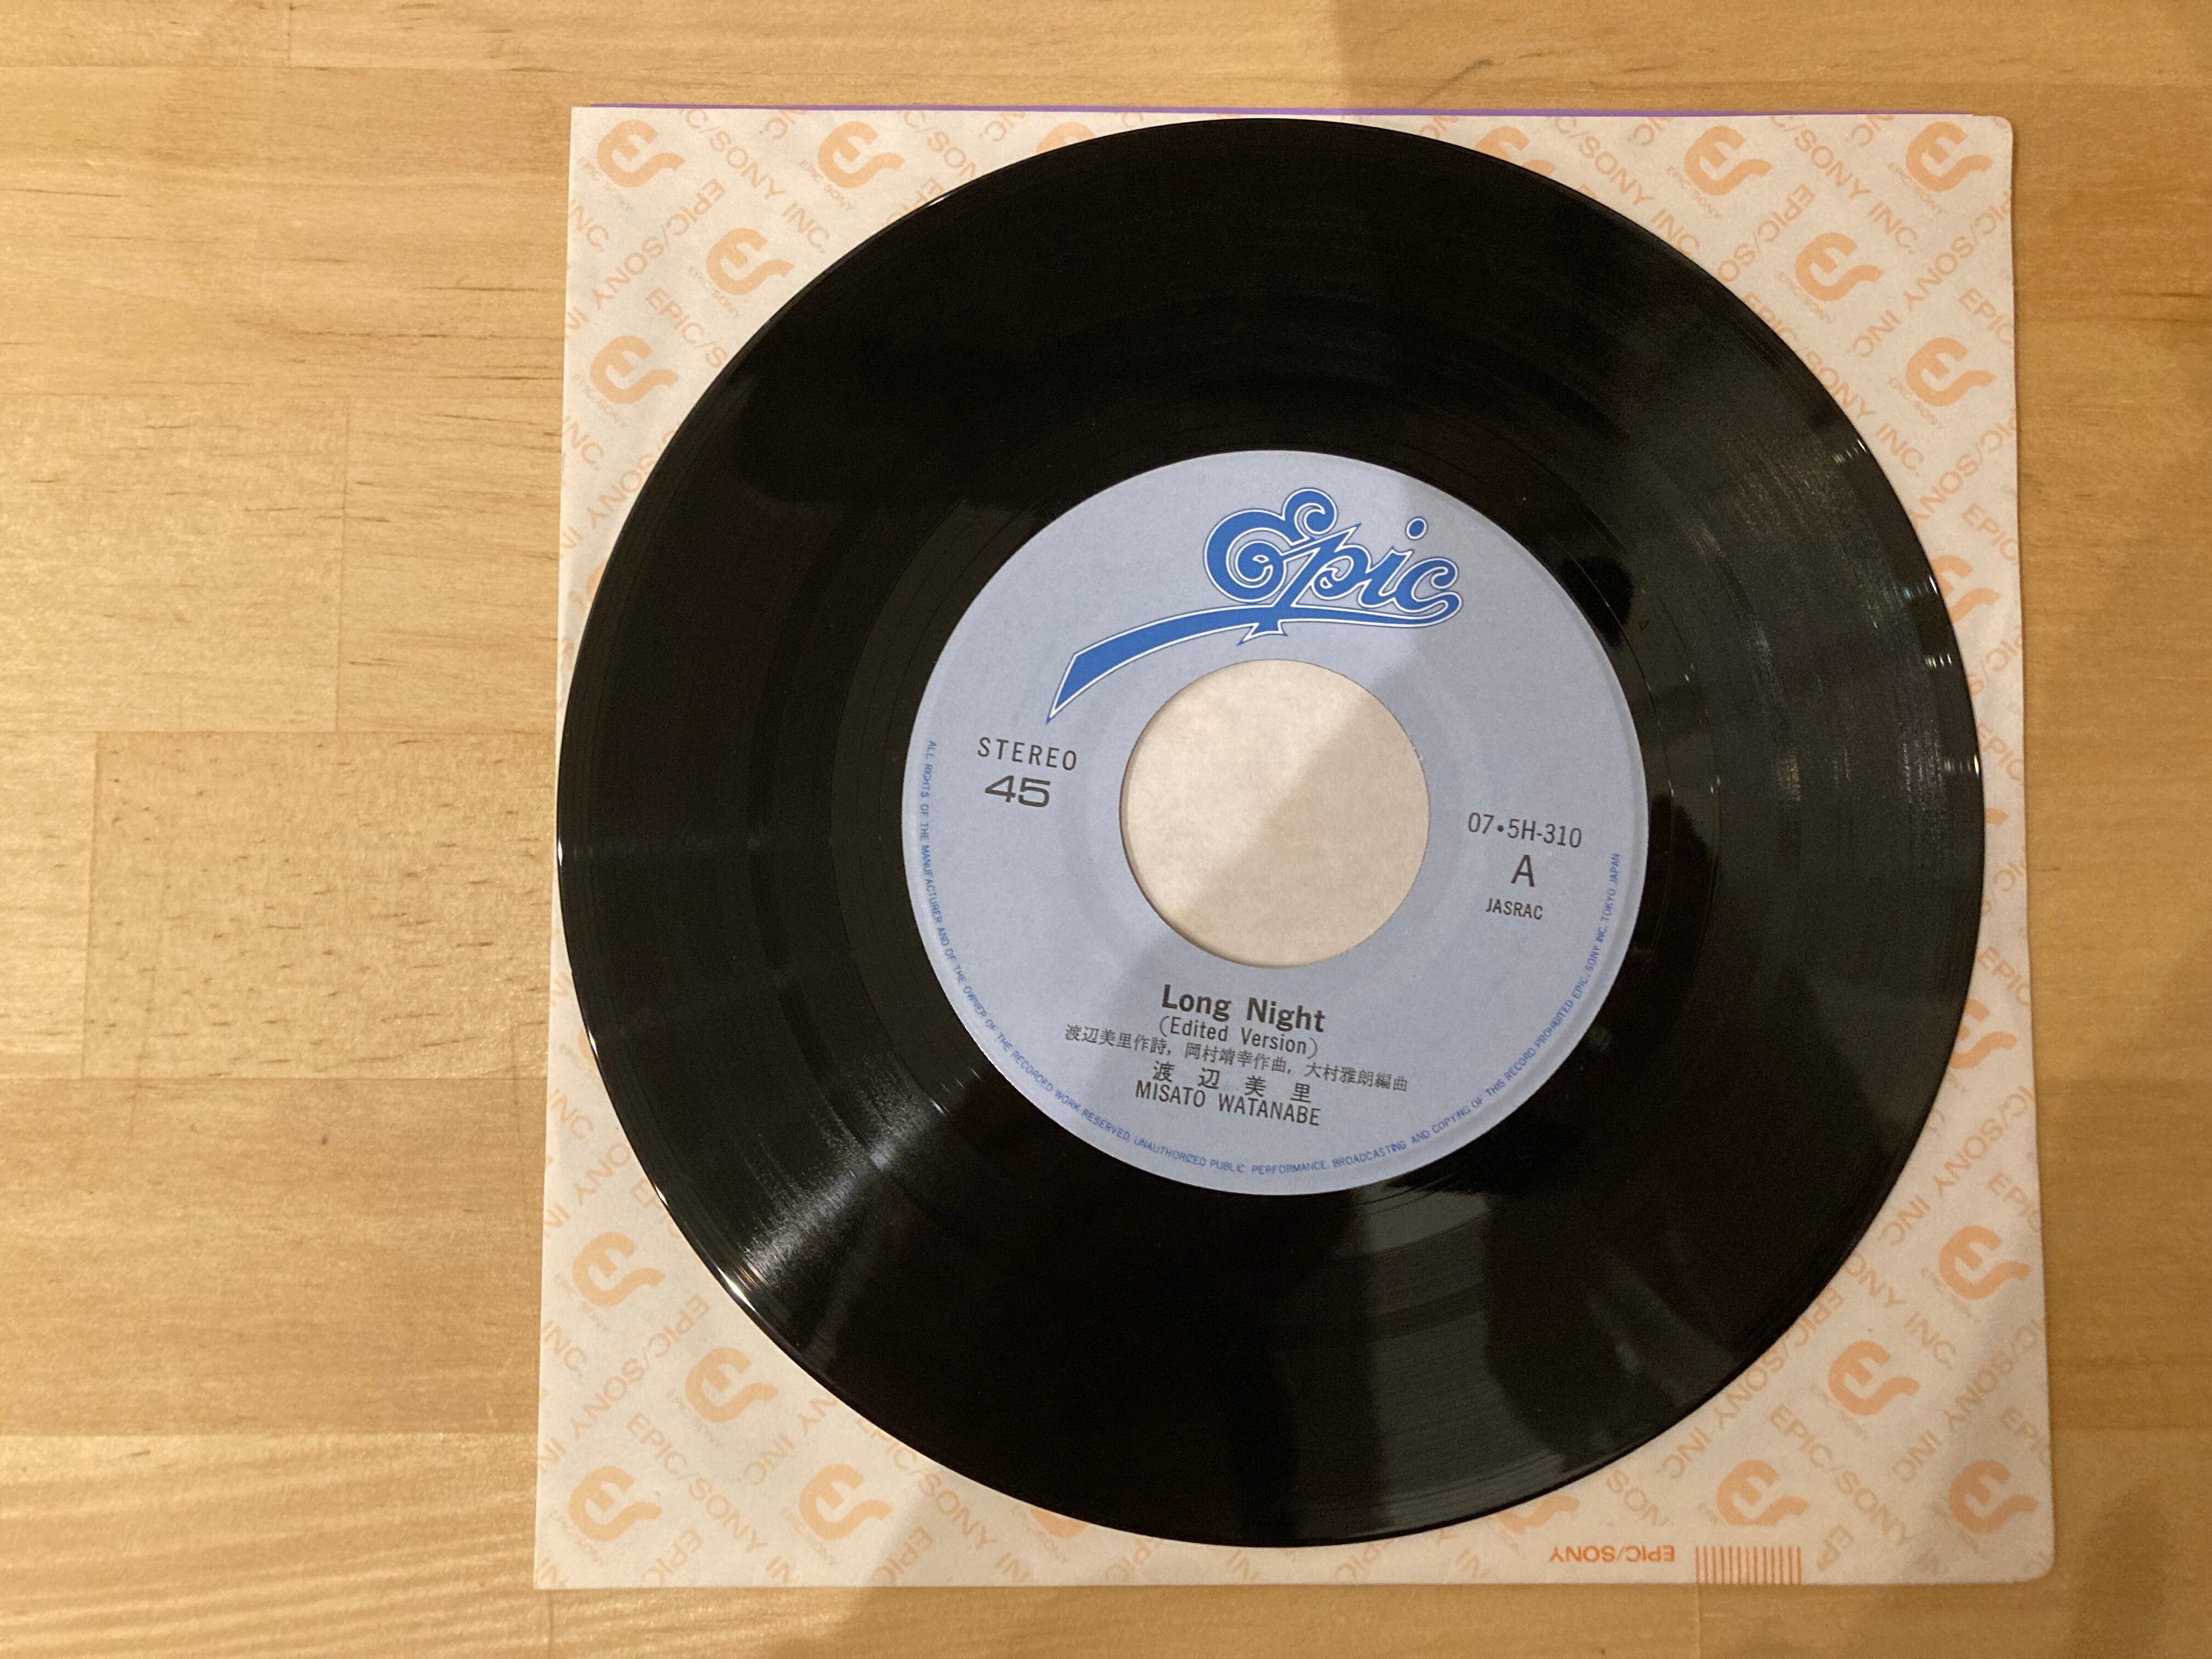 Epic
STEREO
45
07・5H-310
A
JASRAC
Long Night
(Edited Version)
渡辺美里作詩, 岡村靖幸作曲, 大村雅朗編曲
渡辺美里
MISATO WATANABE
ALL RIGHTS OF THE MANUFACTURER AND OF THE OWNER OF THE RECORDED WORK RESERVED. UNAUTHORIZED PUBLIC PERFORMANCE. BROADCASTING AND COPYING OF THIS RECORD PROHIBITED EPIC/SONY INC. TOKYO JAPAN
EPIC/SONY INC.
EPIC/SONY